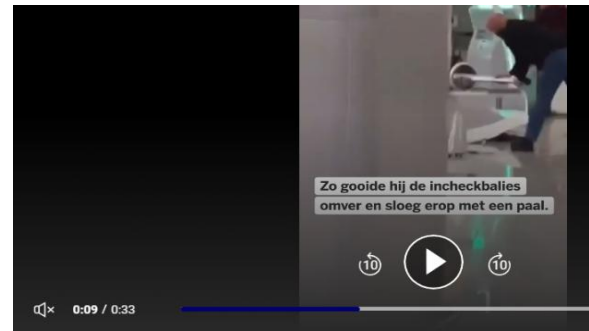 Zo gooide hij de incheckbalies
omver en sloeg erop met een paal.
10
10
0:09 / 0:33